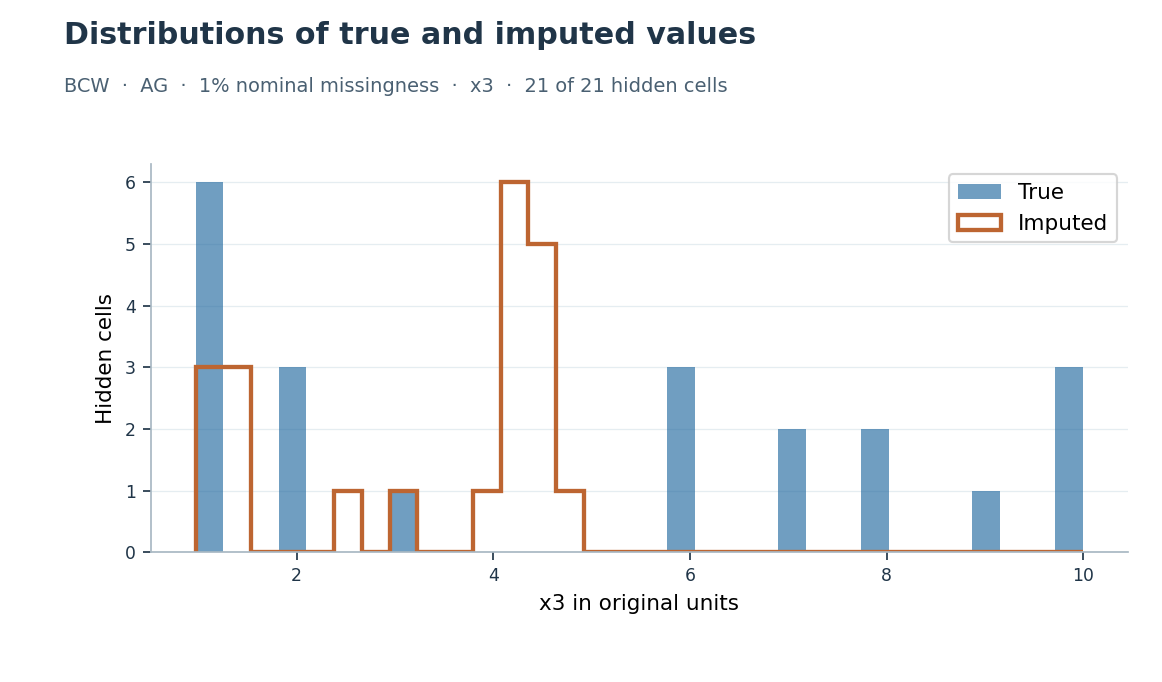 Distributions of true and imputed values
BCW · AG · 1% nominal missingness · x3 · 21 of 21 hidden cells
True
Imputed
Hidden cells
6
5
4
3
2
1
0
2
4
6
8
10
x3 in original units